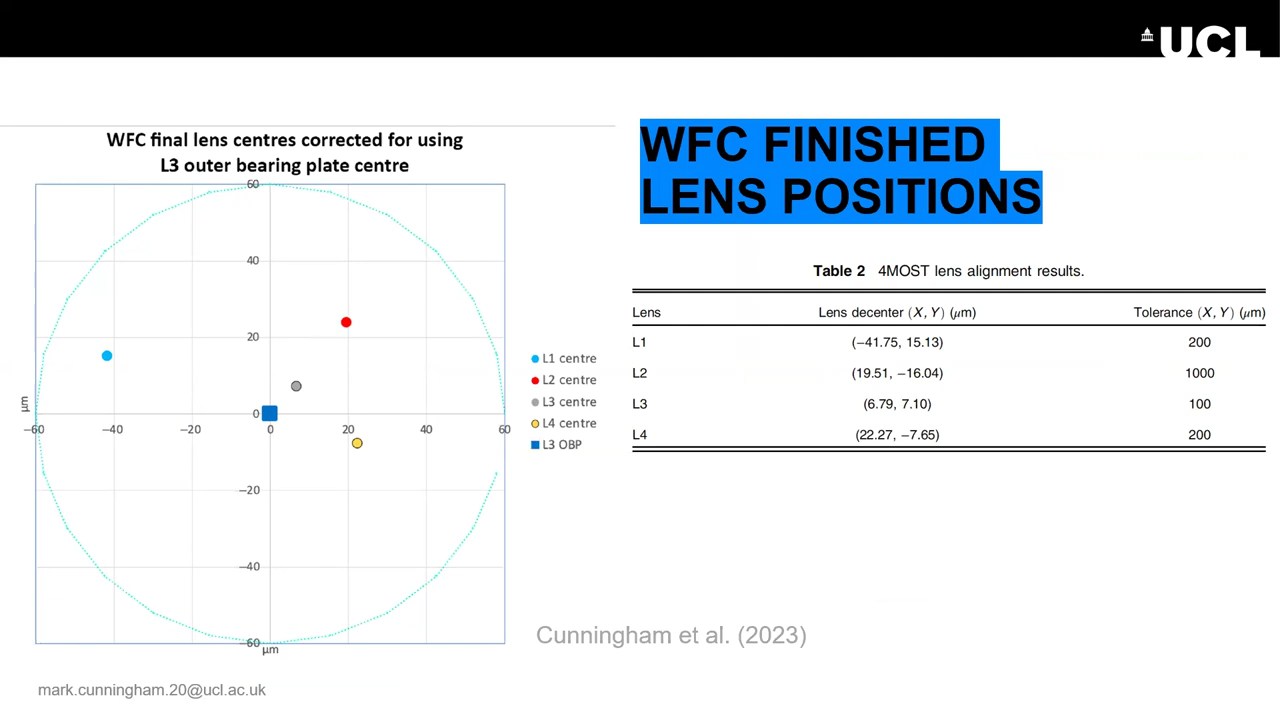 UCL
WFC final lens centres corrected for using
L3 outer bearing plate centre
60
40
20
0
−60 −40 −20 0 20 40 60
−20
−40
−60
µm
µm
L1 centre
L2 centre
L3 centre
L4 centre
L3 OBP
WFC FINISHED
LENS POSITIONS
Table 2 4MOST lens alignment results.
Lens Lens decenter (X, Y) (μm) Tolerance (X, Y) (μm)
L1 (−41.75, 15.13) 200
L2 (19.51, −16.04) 1000
L3 (6.79, 7.10) 100
L4 (22.27, −7.65) 200
Cunningham et al. (2023)
mark.cunningham.20@ucl.ac.uk